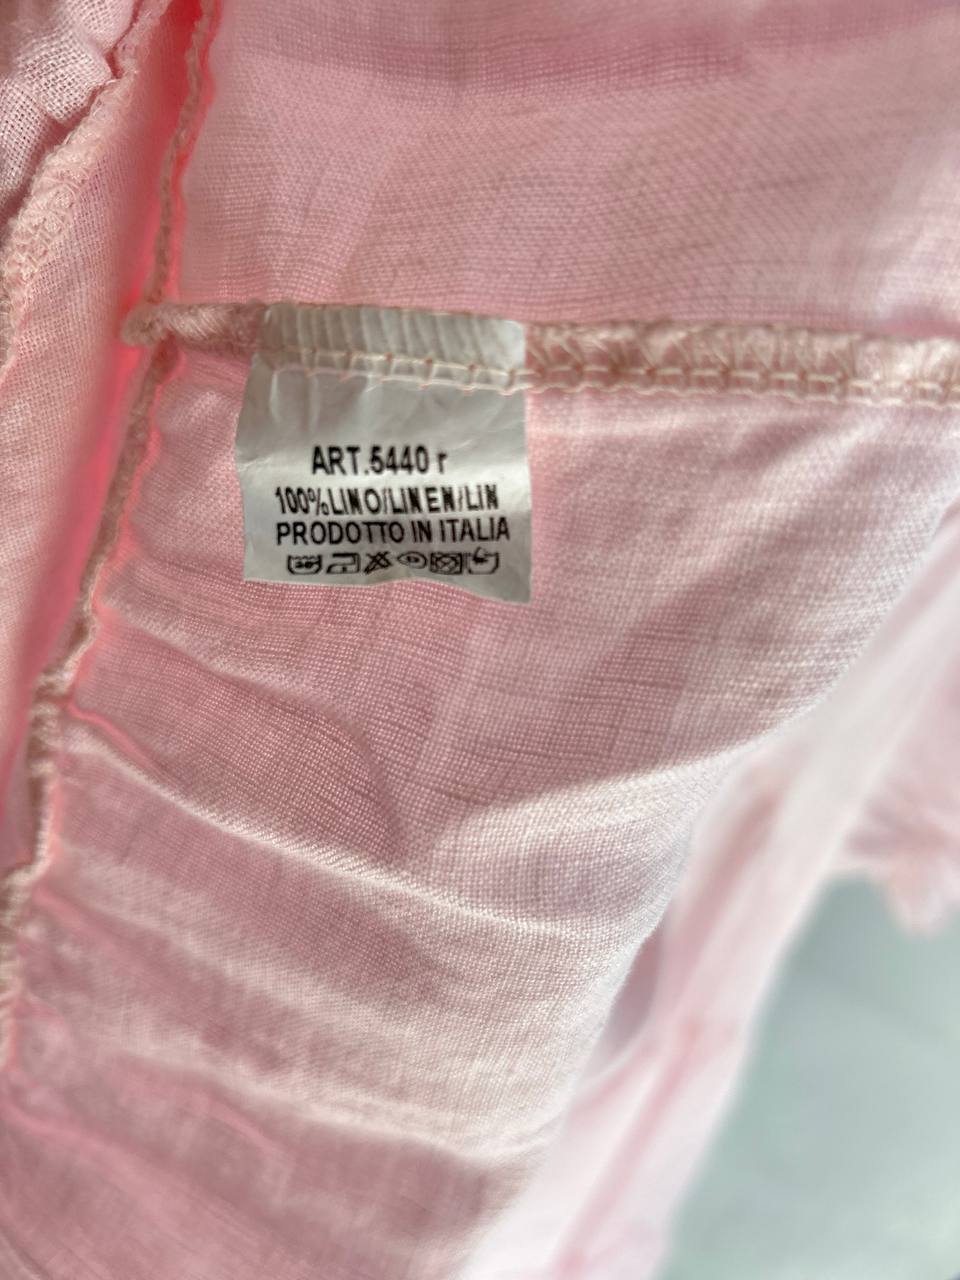 ART.5440 r
100%LINO/LINEN/LIN
PRODOTTO IN ITALIA